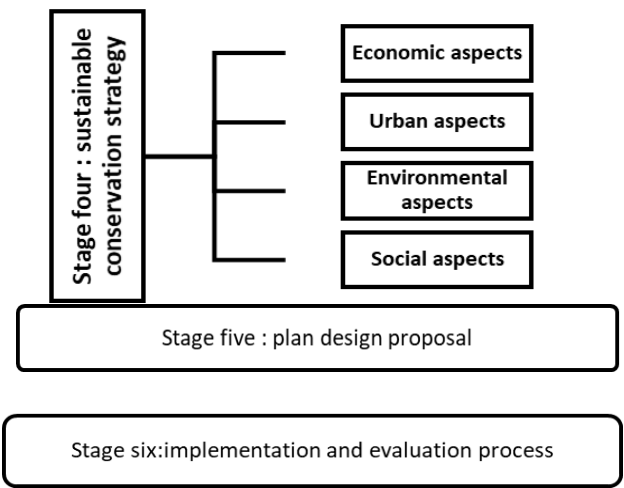 Stage four : sustainable
conservation strategy
Economic aspects
Urban aspects
Environmental
aspects
Social aspects
Stage five : plan design proposal
Stage six:implementation and evaluation process